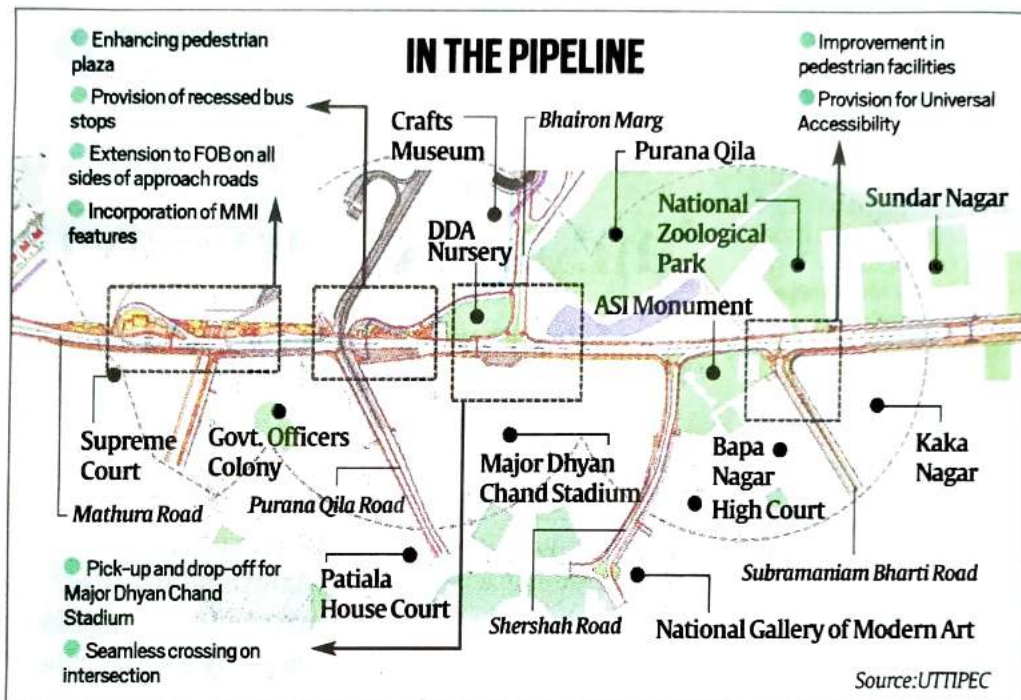 IN THE PIPELINE
Enhancing pedestrian
plaza
Provision of recessed bus
stops
Extension to FOB on all
sides of approach roads
Incorporation of MMI
features
Improvement in
pedestrian facilities
Provision for Universal
Accessibility
Crafts
Museum
Bhairon Marg
Purana Qila
DDA
Nursery
National
Zoological
Park
Sundar Nagar
ASI Monument
Supreme
Court
Govt. Officers
Colony
Major Dhyan
Chand Stadium
Bapa
Nagar
High Court
Kaka
Nagar
Mathura Road
Purana Qila Road
Pick-up and drop-off for
Major Dhyan Chand
Stadium
Seamless crossing on
intersection
Patiala
House Court
Shershah Road
Subramaniam Bharti Road
National Gallery of Modern Art
Source:UTTIPEC